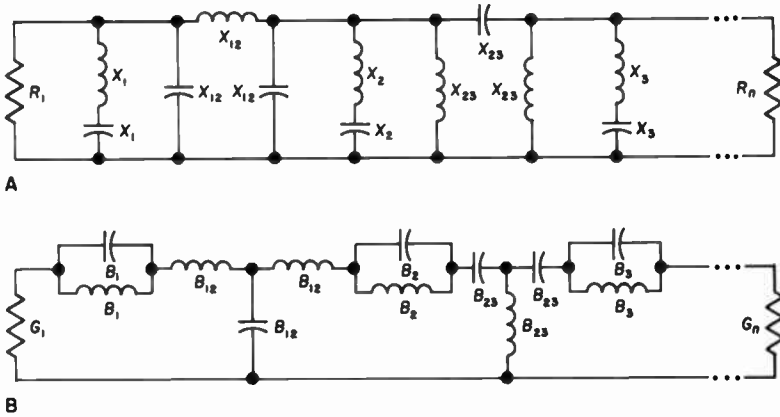 X₁₂ X₂₃
R₁ X₁ X₁₂ X₁₂ X₂ X₂₃ X₂₃ X₃ Rₙ
X₁ X₂ X₃
A
B₁ B₂ B₃
B₁₂ B₁₂ B₂₃ B₂₃
G₁ B₁ B₁₂ B₂ B₂₃ B₃ Gₙ
B